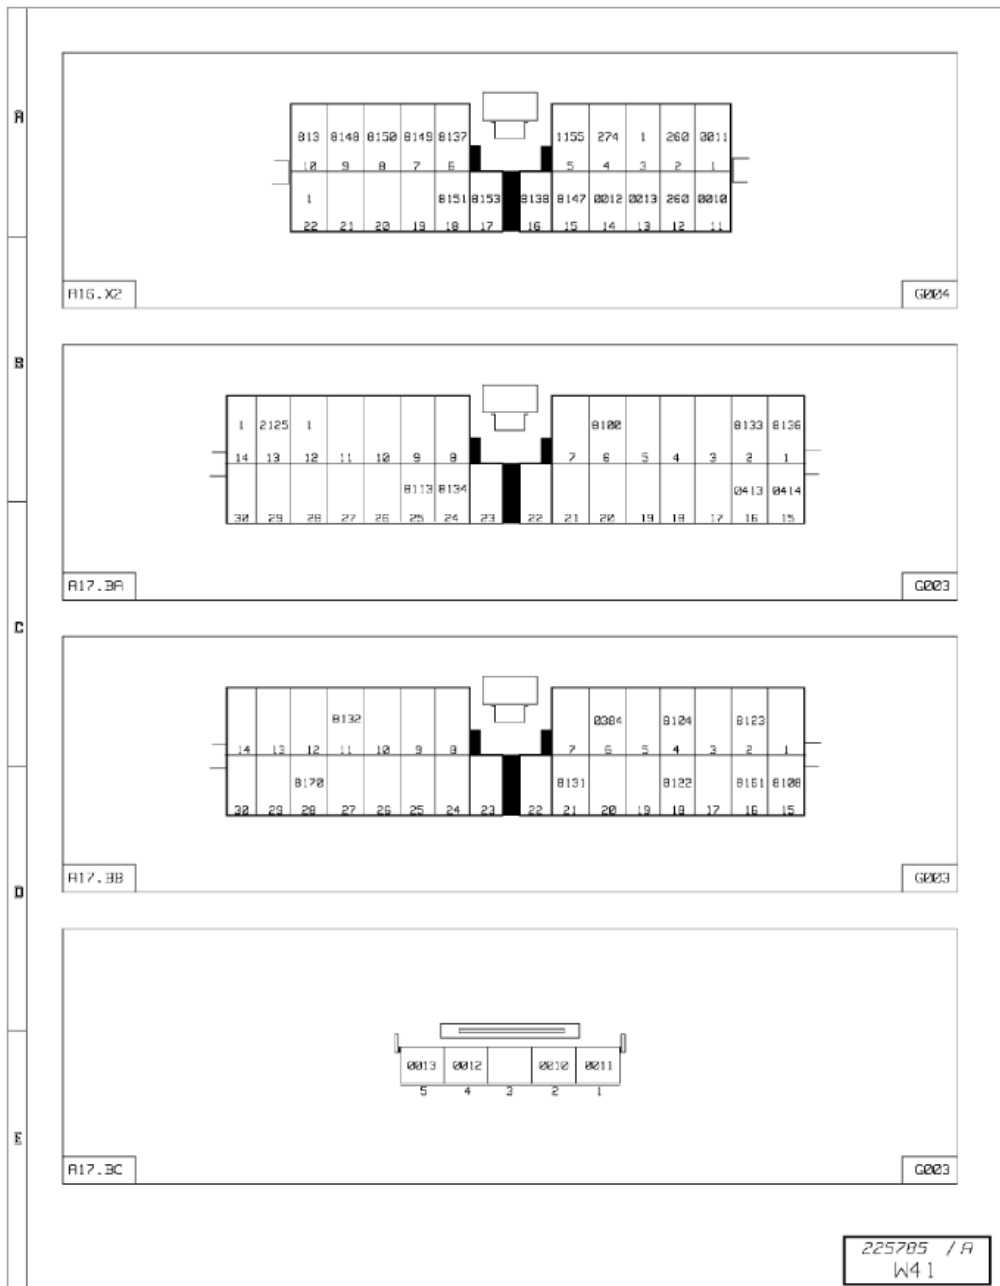 A
813 8148 8150 8149 8137 1155 274 1 260 0011
10 9 8 7 6 5 4 3 2 1
1 8151 8153 8138 8147 0012 0013 260 0010
22 21 20 19 18 17 16 15 14 13 12 11
A16.X2 G004
B
1 2125 1 8100 8133 8136
14 13 12 11 10 9 8 7 6 5 4 3 2 1
8113 8134 0413 0414
30 29 28 27 26 25 24 23 22 21 20 19 18 17 16 15
A17.BA G003
C
8132 0384 8104 8123
14 13 12 11 10 9 8 7 6 5 4 3 2 1
8170 8131 8122 8161 8108
30 29 28 27 26 25 24 23 22 21 20 19 18 17 16 15
A17.BB G003
D
0013 0012 0010 0011
5 4 3 2 1
E
A17.BC G003
225785 /A
W41